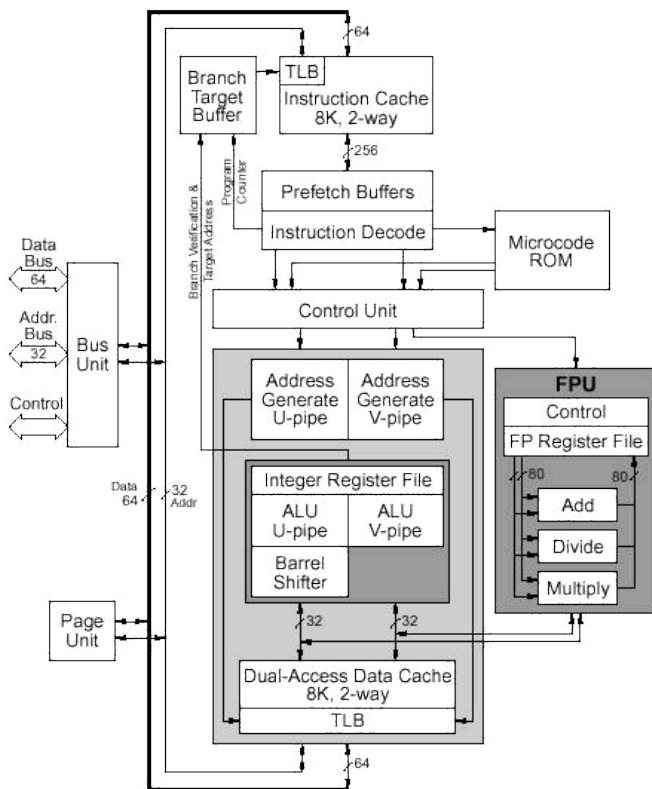 64
TLB
Instruction Cache
8K, 2-way
Branch
Target
Buffer
256
Program
Counter
Branch Verification &
Target Address
Prefetch Buffers
Instruction Decode
Microcode
ROM
Data
Bus
64
Addr.
Bus
32
Control
Bus
Unit
Control Unit
Address
Generate
U-pipe
Address
Generate
V-pipe
FPU
Control
FP Register File
80
80
Add
Divide
Multiply
Integer Register File
ALU
U-pipe
ALU
V-pipe
Barrel
Shifter
Data
64
32
Addr
32
32
Page
Unit
Dual-Access Data Cache
8K, 2-way
TLB
64